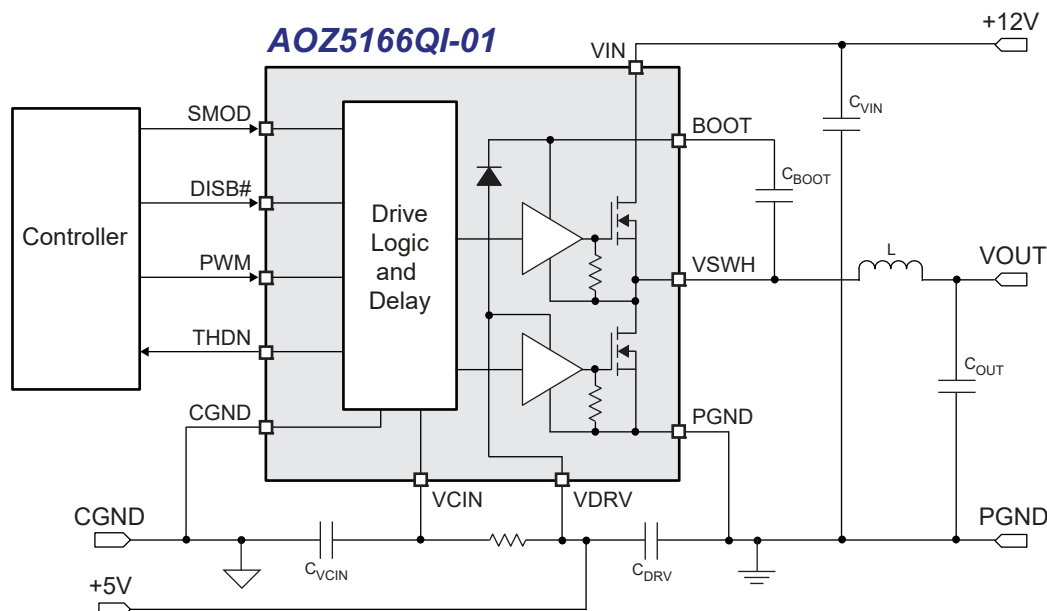 AOZ5166QI-01
+12V
VIN
SMOD
BOOT
C_VIN
C_BOOT
DISB#
Controller
Drive
Logic
and
Delay
PWM
VSWH
L
VOUT
THDN
C_OUT
CGND
PGND
VCIN
VDRV
CGND
PGND
C_VCIN
C_DRV
+5V